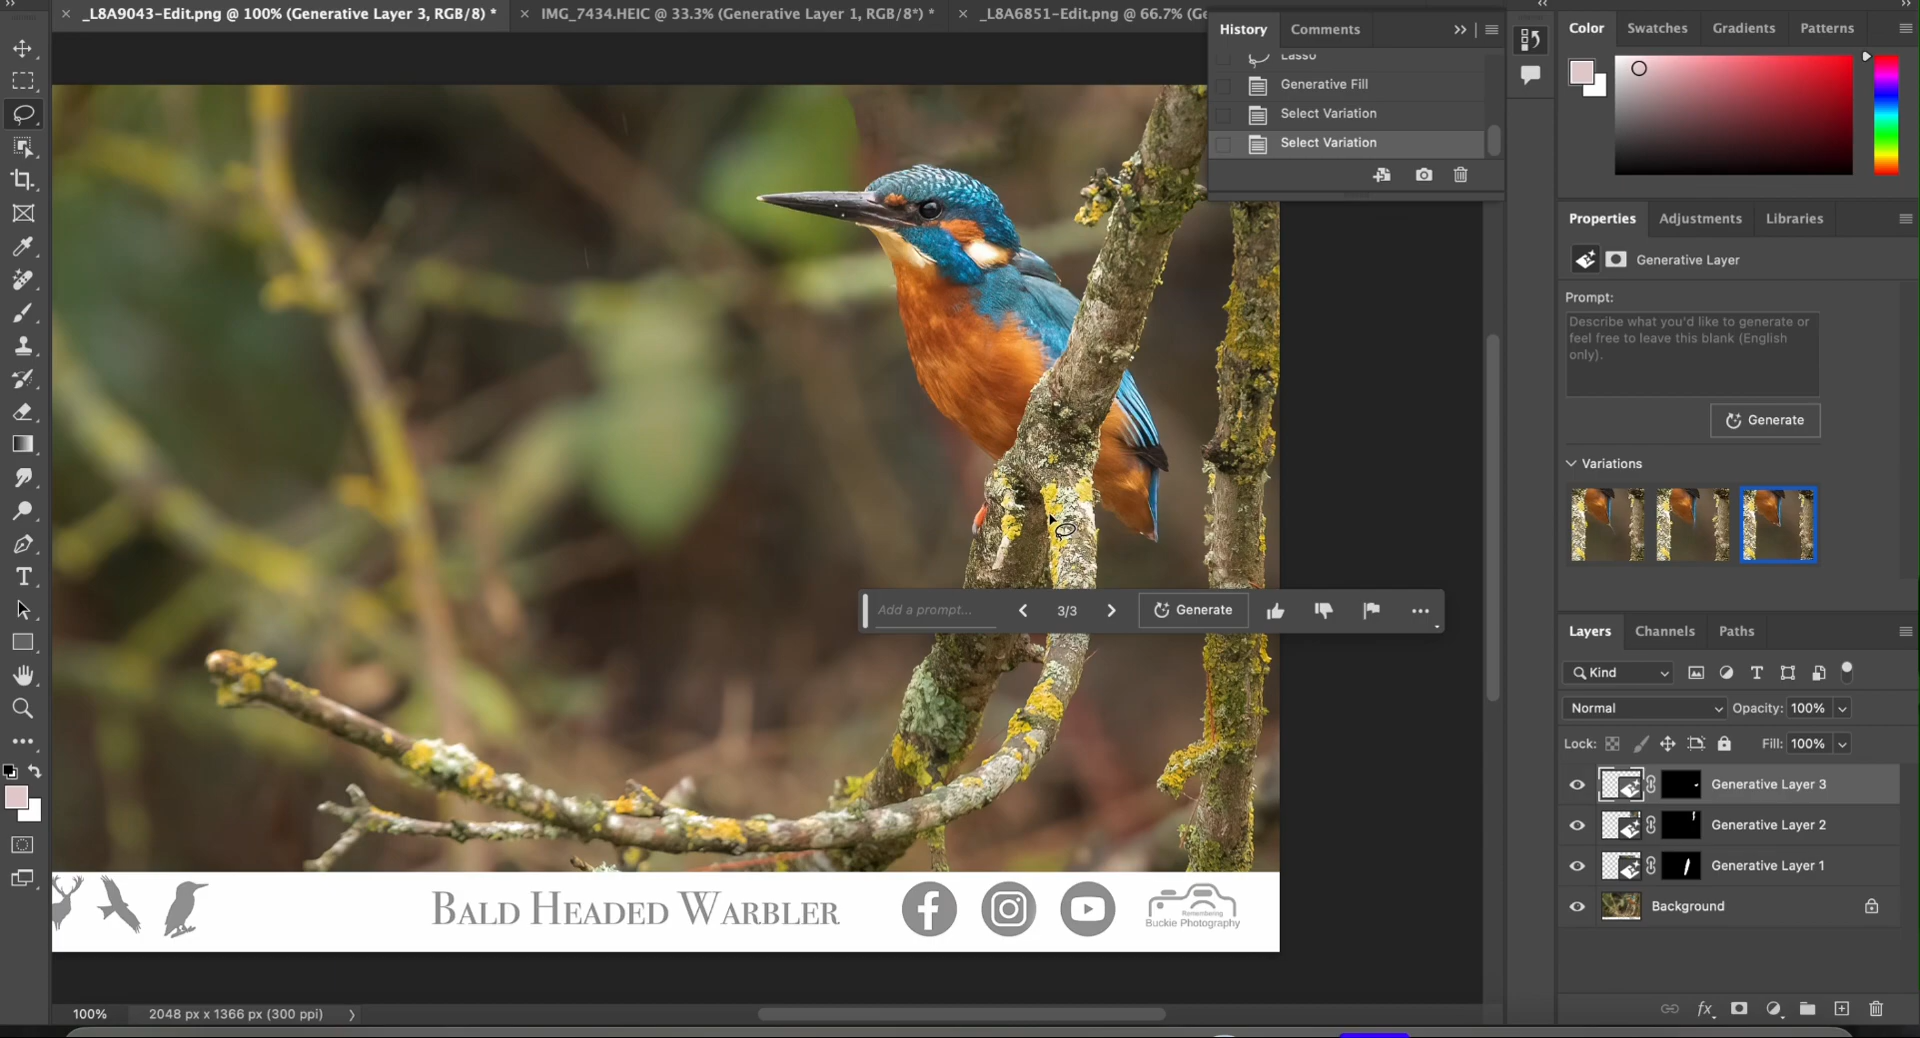 _L8A9043-Edit.png @ 100% (Generative Layer 3, RGB/8) *
IMG_7434.HEIC @ 33.3% (Generative Layer 1, RGB/8*) *
_L8A6851-Edit.png @ 66.7% (Ge
History
Comments
Lasso
Generative Fill
Select Variation
Select Variation
Color
Swatches
Gradients
Patterns
Properties
Adjustments
Libraries
Generative Layer
Prompt:
Describe what you'd like to generate or
feel free to leave this blank (English
only).
Generate
Variations
Add a prompt...
3/3
Generate
Layers
Channels
Paths
Kind
Normal
Opacity: 100%
Lock:
Fill: 100%
Generative Layer 3
Generative Layer 2
Generative Layer 1
Background
Bald Headed Warbler
Remembering
Buckie Photography
100%
2048 px x 1366 px (300 ppi)